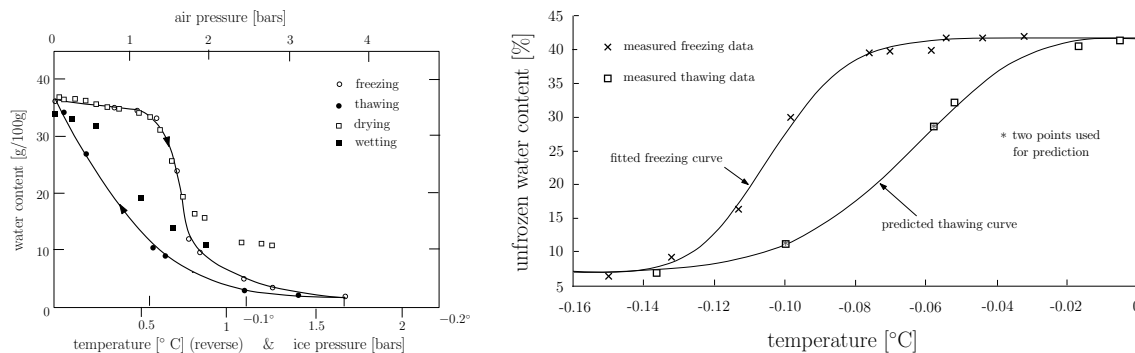 air pressure [bars]
0 1 2 3 4
water content [g/100g]
40
30
20
10
0
freezing
thawing
drying
wetting
0.5 1 −0.1° 1.5 2 −0.2°
temperature [° C] (reverse) & ice pressure [bars]
unfrozen water content [%]
45
40
35
30
25
20
15
10
5
× measured freezing data
measured thawing data
* two points used
for prediction
fitted freezing curve
predicted thawing curve
-0.16 -0.14 -0.12 -0.10 -0.08 -0.06 -0.04 -0.02 0
temperature [°C]